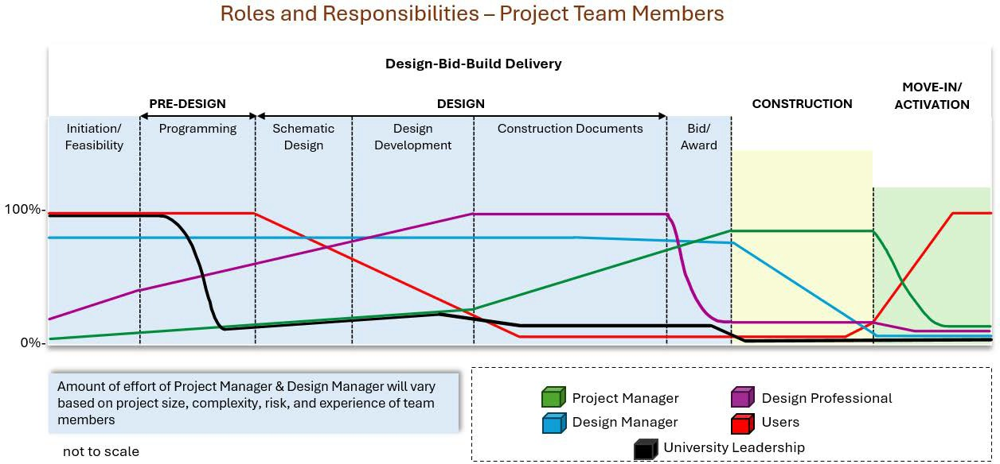 Roles and Responsibilities – Project Team Members
Design-Bid-Build Delivery
MOVE-IN/
ACTIVATION
PRE-DESIGN
DESIGN
CONSTRUCTION
Initiation/
Feasibility
Programming
Schematic
Design
Design
Development
Construction Documents
Bid/
Award
100%-
0%-
Amount of effort of Project Manager & Design Manager will vary
based on project size, complexity, risk, and experience of team
members
not to scale
Project Manager
Design Professional
Design Manager
Users
University Leadership